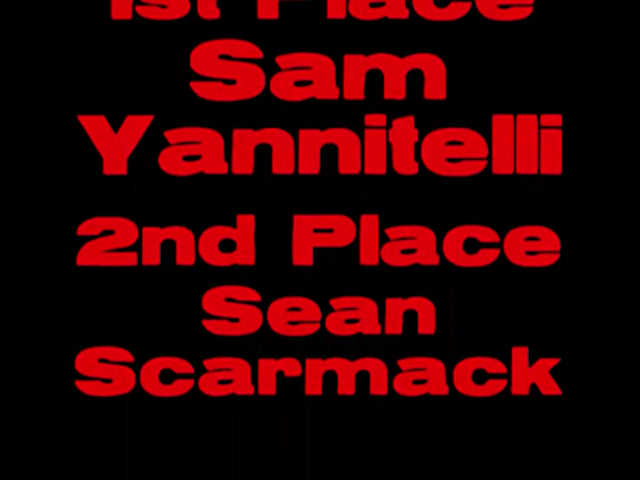 1st Place
Sam
Yannitelli
2nd Place
Sean
Scarmack